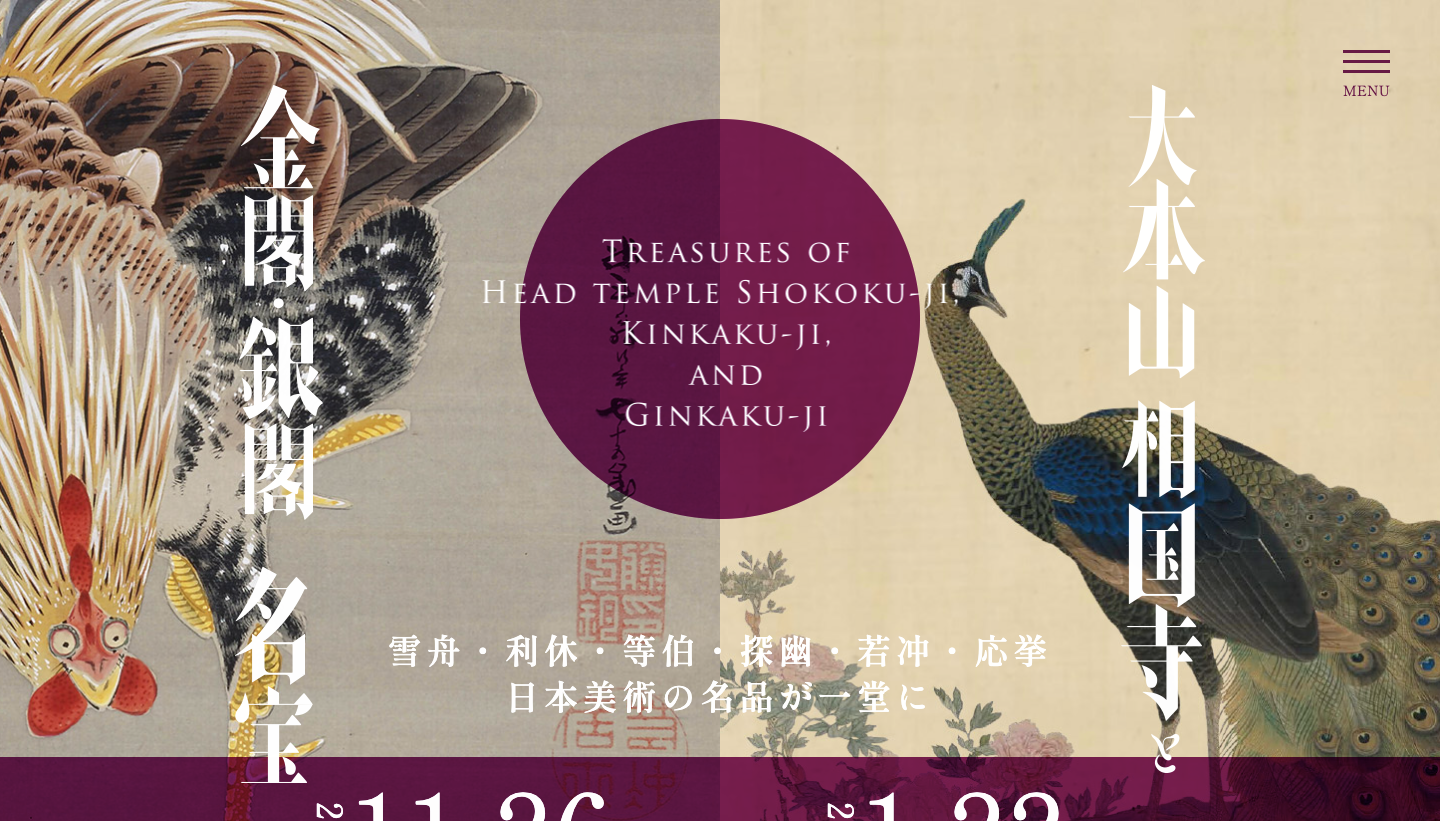 MENU
大本山 相国寺と
金閣・銀閣 名宝
Treasures of
Head temple Shokoku-ji,
Kinkaku-ji,
and
Ginkaku-ji
雪舟・利休・等伯・探幽・若冲・応挙
日本美術の名品が一堂に